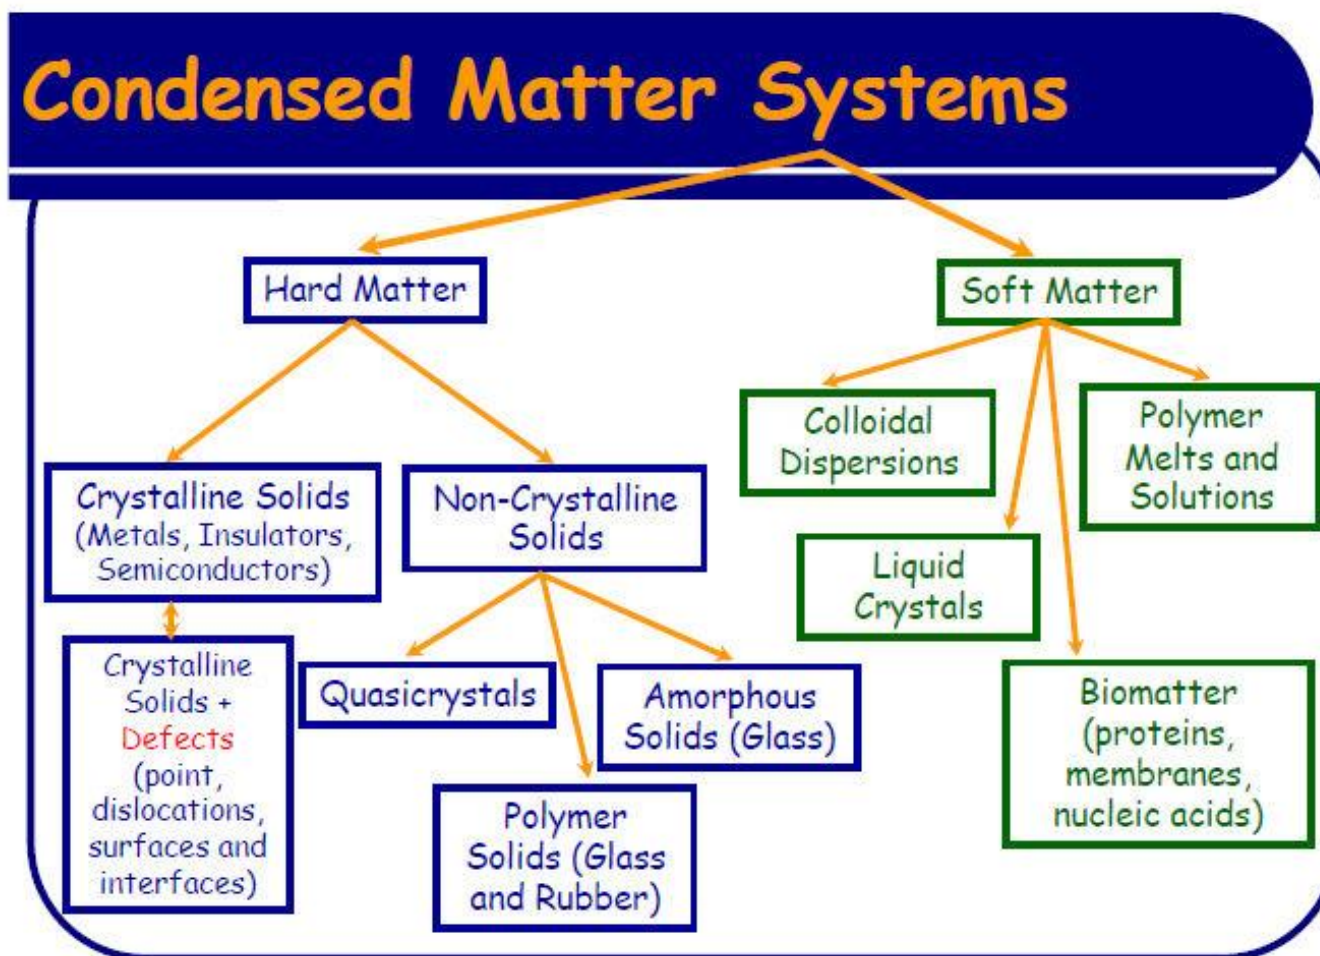 Condensed Matter Systems
Hard Matter
Soft Matter
Crystalline Solids
(Metals, Insulators,
Semiconductors)
Non-Crystalline
Solids
Colloidal
Dispersions
Polymer
Melts and
Solutions
Liquid
Crystals
Crystalline
Solids +
Defects
(point,
dislocations,
surfaces and
interfaces)
Quasicrystals
Amorphous
Solids (Glass)
Polymer
Solids (Glass
and Rubber)
Biomatter
(proteins,
membranes,
nucleic acids)